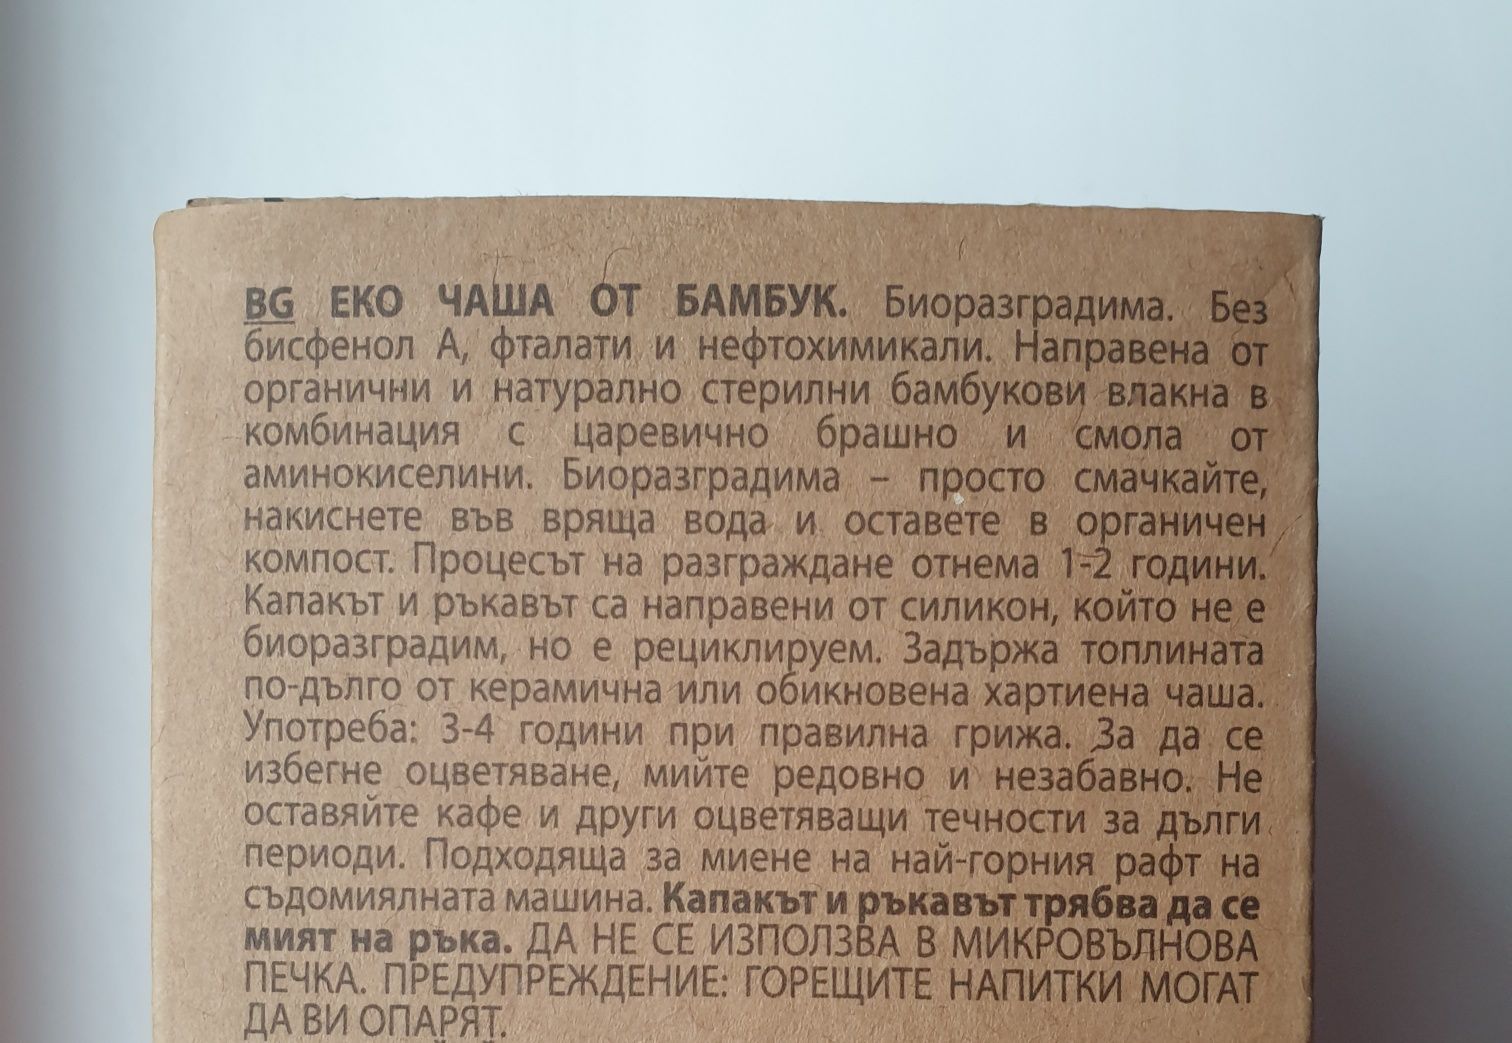 BG ЕКО ЧАША ОТ БАМБУК. Биоразградима. Без
бисфенол А, фталати и нефтохимикали. Направена от
органични и натурално стерилни бамбукови влакна в
комбинация с царевично брашно и смола от
аминокиселини. Биоразградима – просто смачкайте,
накиснете във вряща вода и оставете в органичен
компост. Процесът на разграждане отнема 1-2 години.
Капакът и ръкавът са направени от силикон, който не е
биоразградим, но е рециклируем. Задържа топлината
по-дълго от керамична или обикновена хартиена чаша.
Употреба: 3-4 години при правилна грижа. За да се
избегне оцветяване, мийте редовно и незабавно. Не
оставяйте кафе и други оцветяващи течности за дълги
периоди. Подходяща за миене на най-горния рафт на
съдомиялната машина. Капакът и ръкавът трябва да се
мият на ръка. ДА НЕ СЕ ИЗПОЛЗВА В МИКРОВЪЛНОВА
ПЕЧКА. ПРЕДУПРЕЖДЕНИЕ: ГОРЕЩИТЕ НАПИТКИ МОГАТ
ДА ВИ ОПАРЯТ.